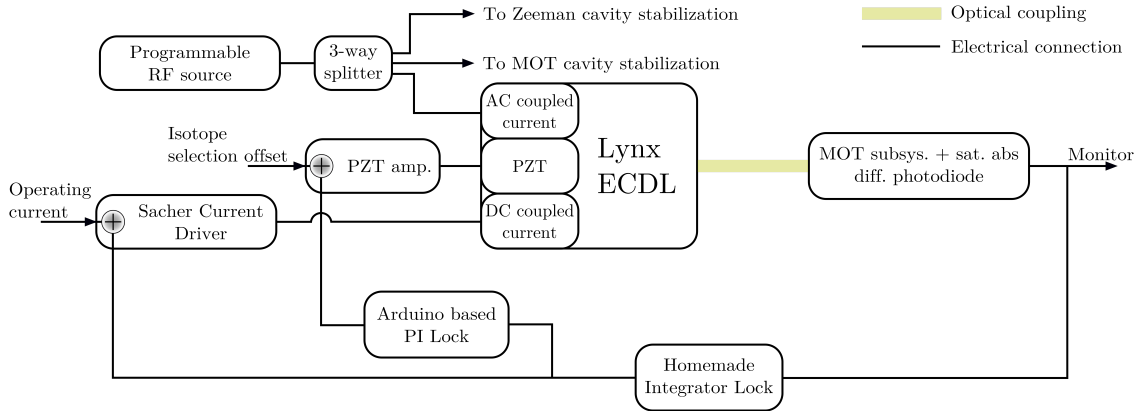 To Zeeman cavity stabilization
Optical coupling
Programmable
RF source
3-way
splitter
Electrical connection
To MOT cavity stabilization
AC coupled
current
Isotope
selection offset
PZT amp.
PZT
Lynx
ECDL
MOT subsys. + sat. abs
diff. photodiode
Monitor
Operating
current
Sacher Current
Driver
DC coupled
current
Arduino based
PI Lock
Homemade
Integrator Lock